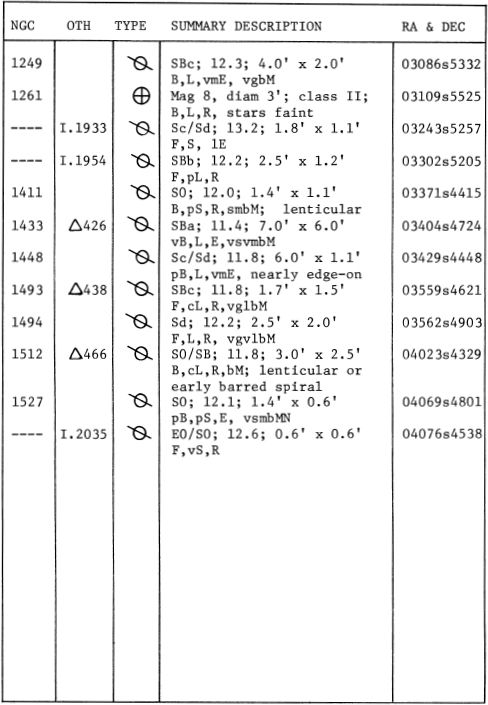 NGC OTH TYPE SUMMARY DESCRIPTION RA & DEC
1249 SBc; 12.3; 4.0' x 2.0' 03086s5332
B,L,vmE, vgbM
1261 Mag 8, diam 3'; class II; 03109s5525
B,L,R, stars faint
---- I.1933 Sc/Sd; 13.2; 1.8' x 1.1' 03243s5257
F,S, lE
---- I.1954 SBb; 12.2; 2.5' x 1.2' 03302s5205
F,pL,R
1411 S0; 12.0; 1.4' x 1.1' 03371s4415
B,pS,R,smbM; lenticular
1433 △426 SBa; 11.4; 7.0' x 6.0' 03404s4724
vB,L,E,vsvmbM
1448 Sc/Sd; 11.8; 6.0' x 1.1' 03429s4448
pB,L,vmE, nearly edge-on
1493 △438 SBc; 11.8; 1.7' x 1.5' 03559s4621
F,cL,R,vglbM
1494 Sd; 12.2; 2.5' x 2.0' 03562s4903
F,L,R, vgvlbM
1512 △466 S0/SB; 11.8; 3.0' x 2.5' 04023s4329
B,cL,R,bM; lenticular or
early barred spiral
1527 S0; 12.1; 1.4' x 0.6' 04069s4801
pB,pS,E, vsmbMN
---- I.2035 E0/S0; 12.6; 0.6' x 0.6' 04076s4538
F,vS,R